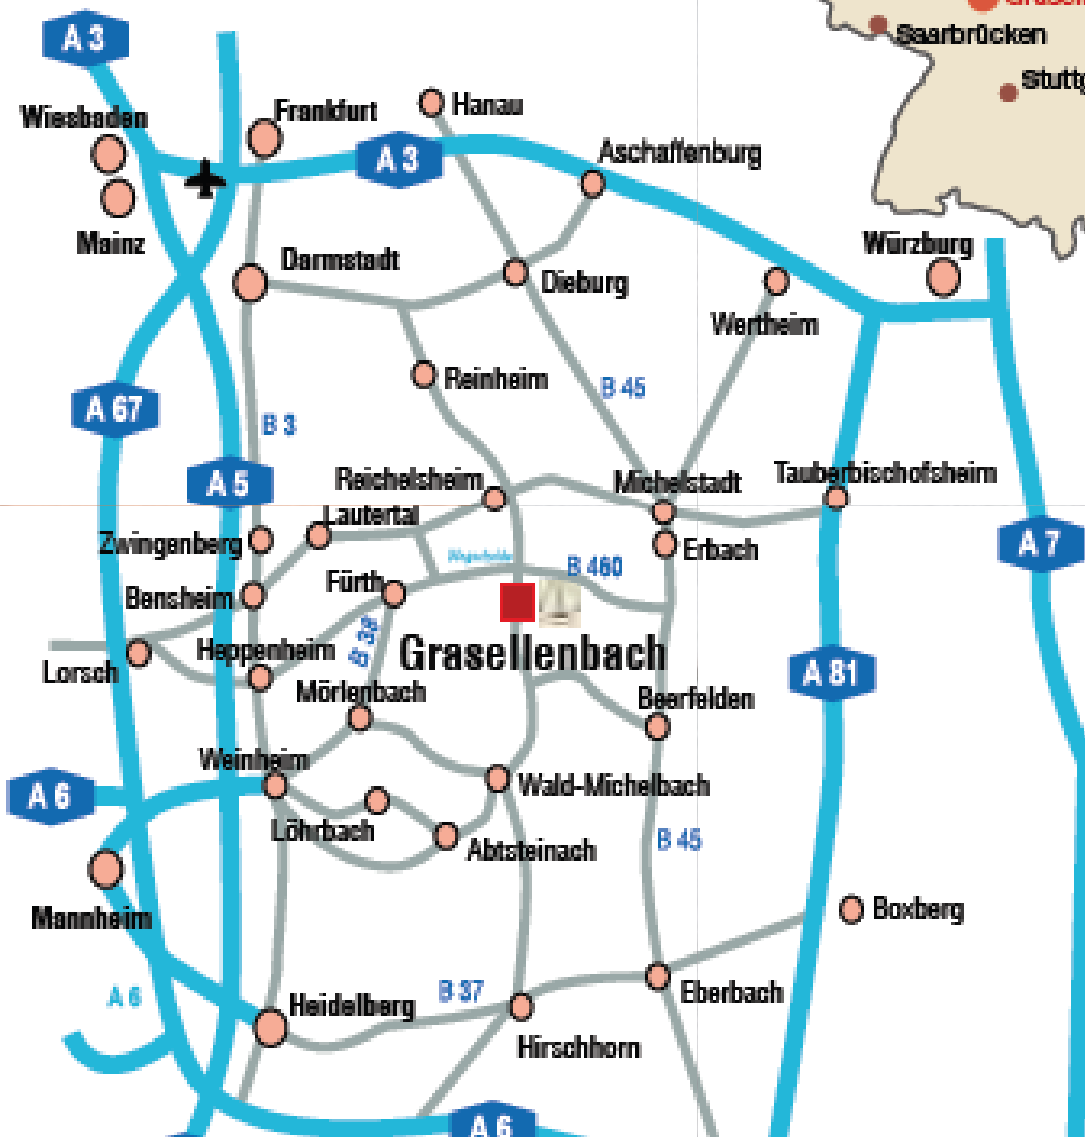 A 3
Grasel
Saarbrücken
Stuttg
Wiesbaden
Frankfurt
Hanau
A 3
Aschaffenburg
Mainz
Darmstadt
Dieburg
Würzburg
Wertheim
Reinheim
B 45
A 67
B 3
A 5
Reichelsheim
Michelstadt
Tauberbischofsheim
Lautertal
Zwingenberg
Erbach
A 7
B 460
Fürth
Bensheim
B 38
Heppenheim
Grasellenbach
Lorsch
A 81
Mörlenbach
Beerfelden
Weinheim
A 6
Wald-Michelbach
Löhrbach
Abtsteinach
B 45
Mannheim
Boxberg
A 6
Heidelberg
B 37
Eberbach
Hirschhorn
A 6